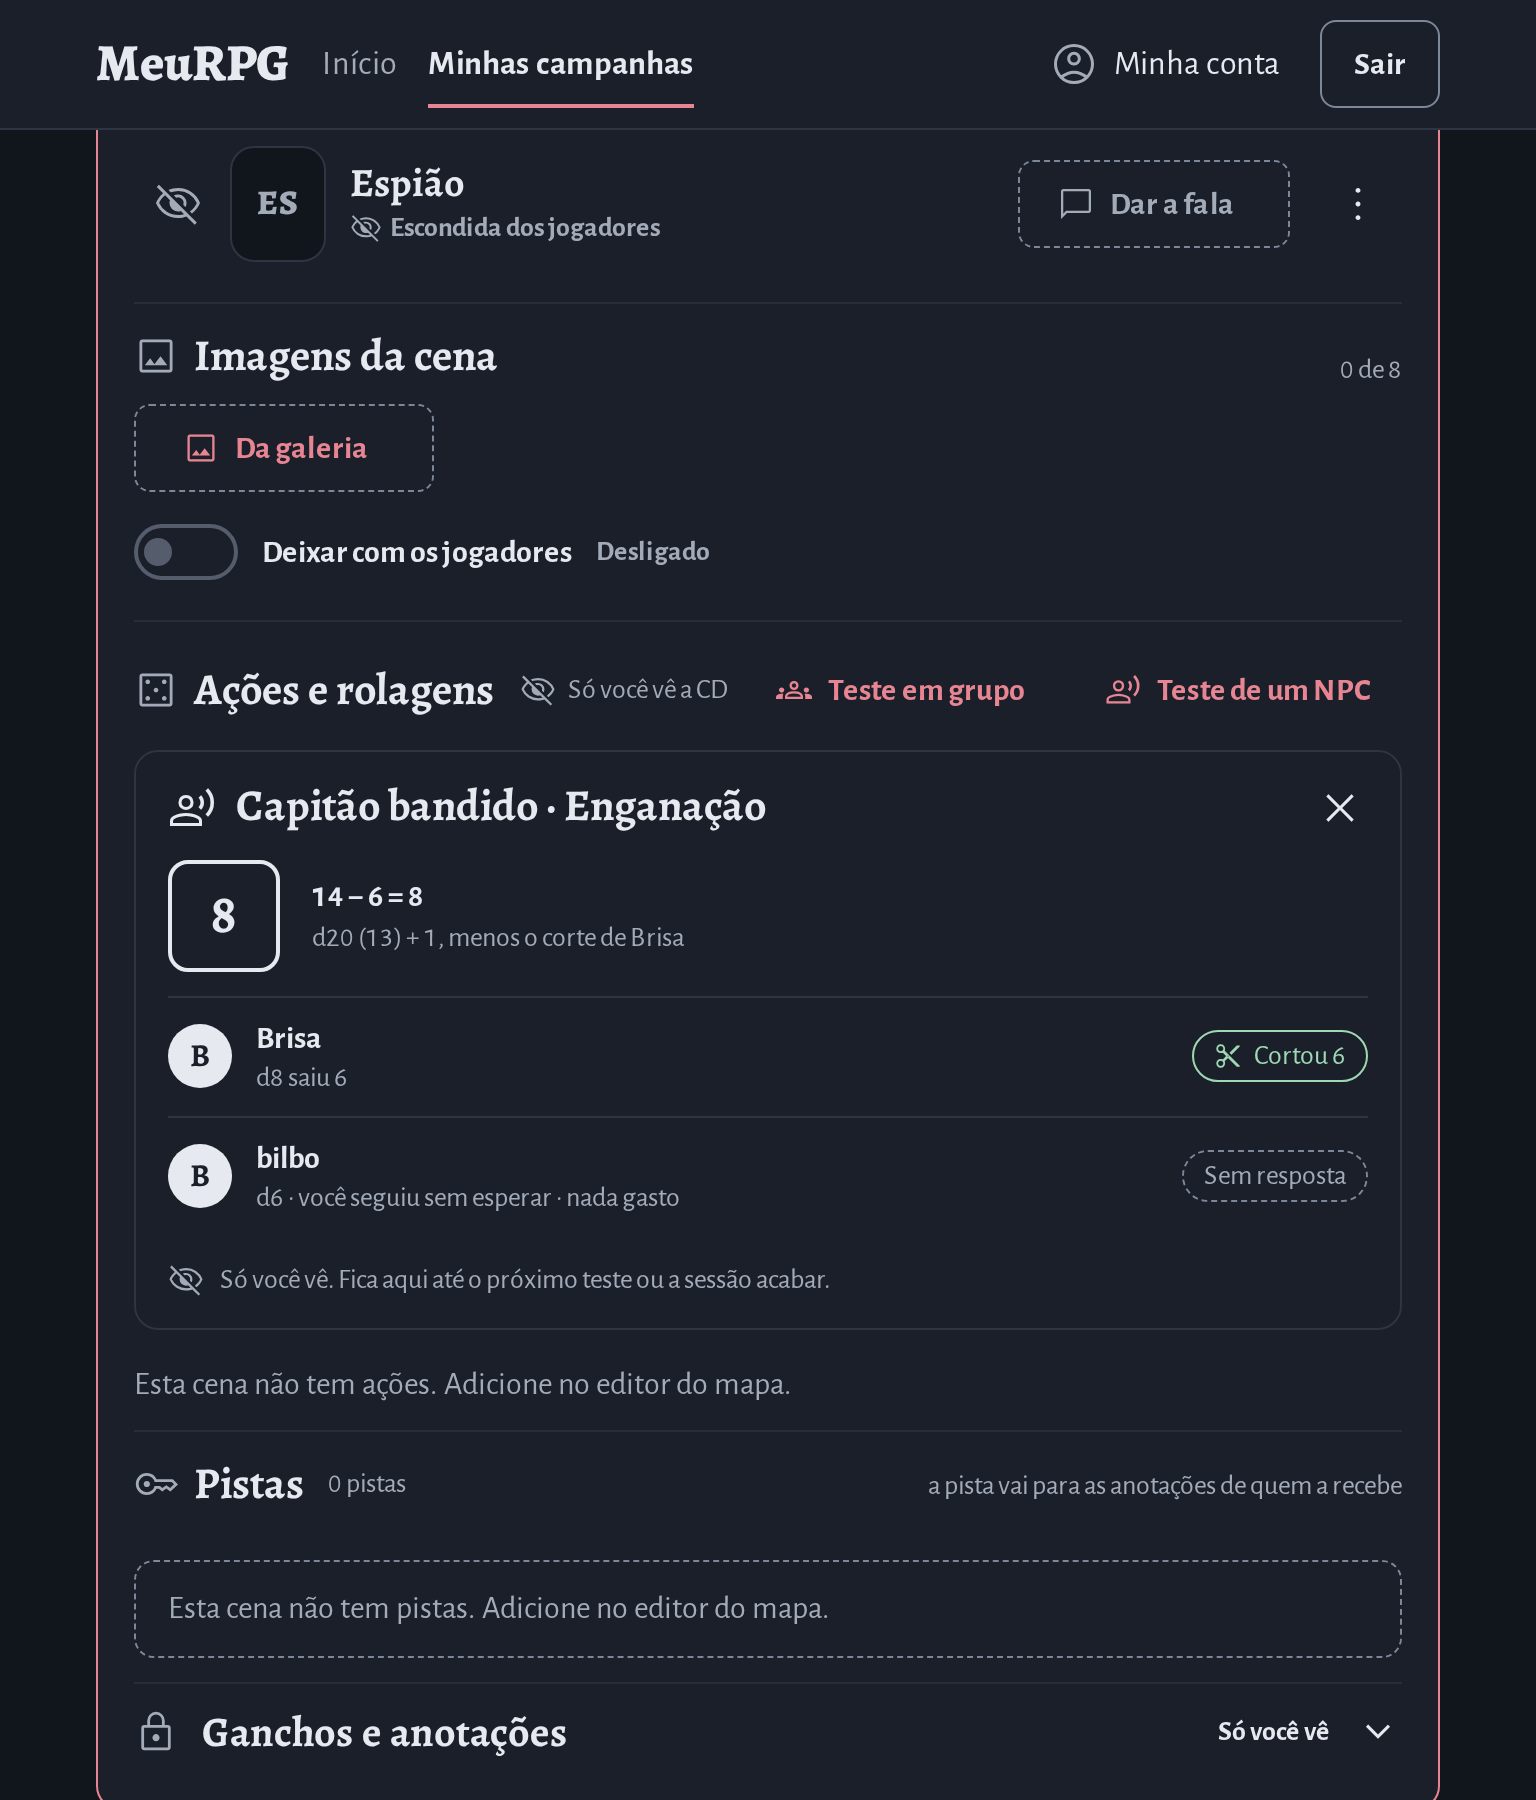 MeuRPG Início Minhas campanhas Minha conta Sair
ES Espião
Escondida dos jogadores
Dar a fala
Imagens da cena
0 de 8
Da galeria
Deixar com os jogadores Desligado
Ações e rolagens Só você vê a CD Teste em grupo Teste de um NPC
Capitão bandido · Enganação
8
14 – 6 = 8
d20 (13) + 1, menos o corte de Brisa
B Brisa
d8 saiu 6
Cortou 6
B bilbo
d6 · você seguiu sem esperar · nada gasto
Sem resposta
Só você vê. Fica aqui até o próximo teste ou a sessão acabar.
Esta cena não tem ações. Adicione no editor do mapa.
Pistas 0 pistas a pista vai para as anotações de quem a recebe
Esta cena não tem pistas. Adicione no editor do mapa.
Ganchos e anotações Só você vê